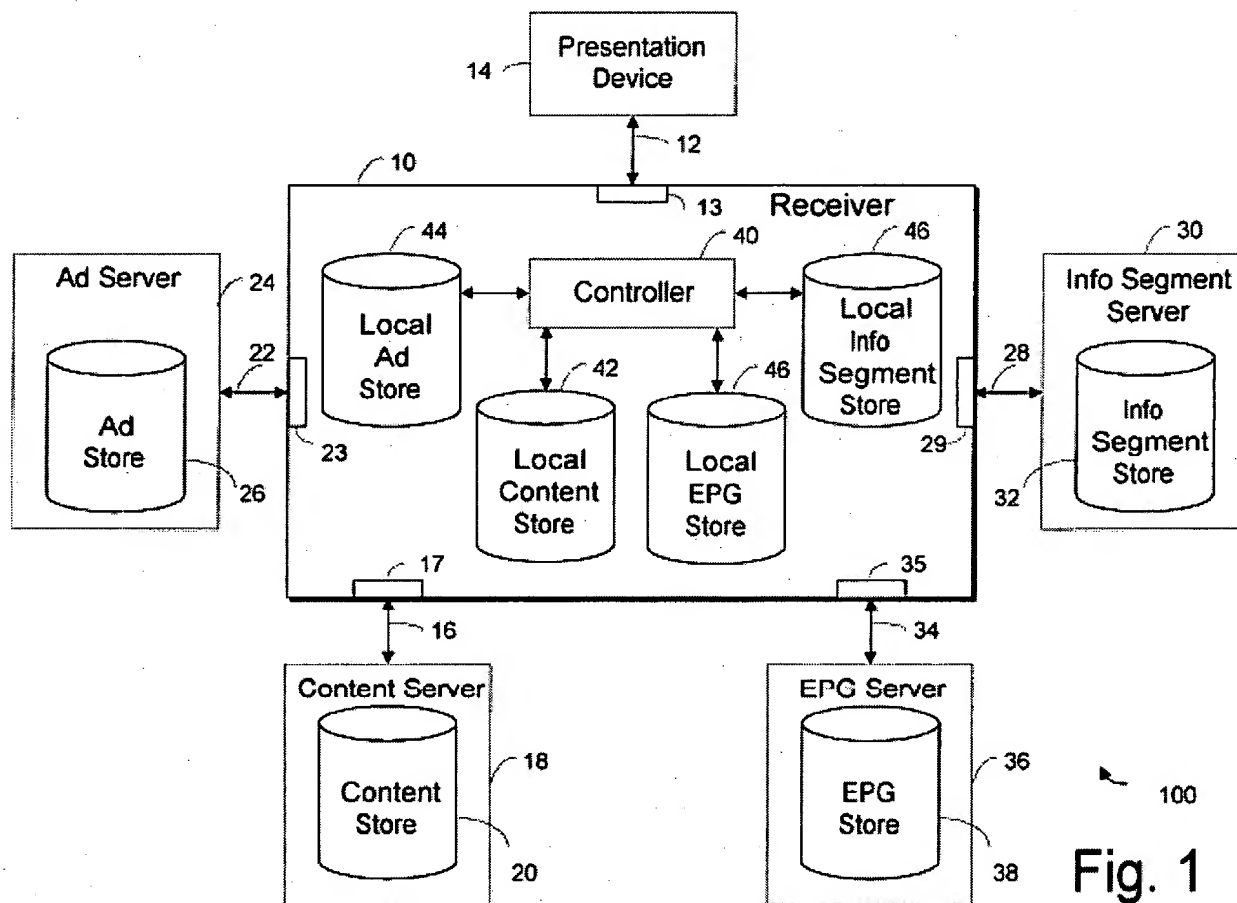 Presentation
Device
14
12
10
13
Receiver
44
40
46
30
Ad Server
24
Controller
Info Segment
Server
Local
Ad
Store
Local
Info
Segment
Store
22
28
42
46
Ad
Store
Info
Segment
Store
23
29
Local
Content
Store
Local
EPG
Store
26
32
17
35
16
34
Content Server
EPG Server
18
36
Content
Store
EPG
Store
100
20
38
Fig. 1